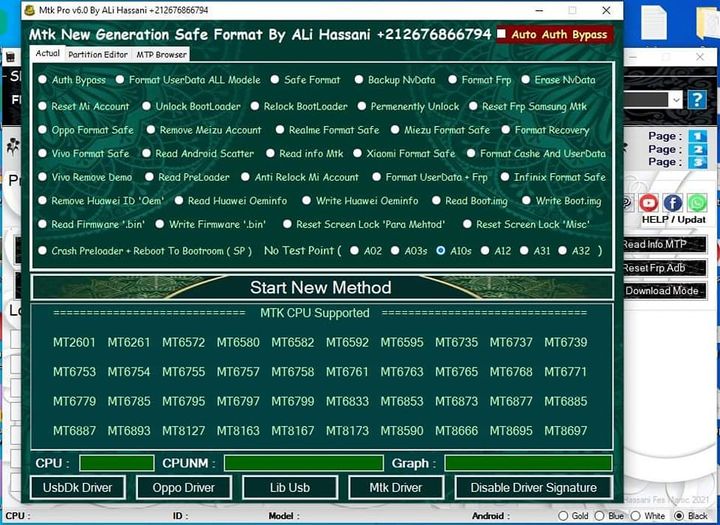 Mtk Pro v6.0 By ALi Hassani +212676866794
Mtk New Generation Safe Format By ALi Hassani +212676866794 Auto Auth Bypass
Actual Partition Editor MTP Browser
Auth Bypass Format UserData ALL Modele Safe Format Backup NvData Format Frp Erase NvData
Reset Mi Account Unlock BootLoader Relock BootLoader Permenently Unlock Reset Frp Samsung Mtk
Oppo Format Safe Remove Meizu Account Realme Format Safe Miezu Format Safe Format Recovery
Vivo Format Safe Read Android Scatter Read info Mtk Xiaomi Format Safe Format Cashe And UserData
Vivo Remove Demo Read PreLoader Anti Relock Mi Account Format UserData + Frp Infinix Format Safe
Remove Huawei ID 'Oem' Read Huawei Oeminfo Write Huawei Oeminfo Read Boot.img Write Boot.img
Read Firmware '.bin' Write Firmware '.bin' Reset Screen Lock 'Para Mehtod' Reset Screen Lock 'Misc'
Crash Preloader + Reboot To Bootroom ( SP ) No Test Point ( A02 A03s A10s A12 A31 A32 )
Start New Method
============================ MTK CPU Supported ==============================
MT2601 MT6261 MT6572 MT6580 MT6582 MT6592 MT6595 MT6735 MT6737 MT6739
MT6753 MT6754 MT6755 MT6757 MT6758 MT6761 MT6763 MT6765 MT6768 MT6771
MT6779 MT6785 MT6795 MT6797 MT6799 MT6833 MT6853 MT6873 MT6877 MT6885
MT6887 MT6893 MT8127 MT8163 MT8167 MT8173 MT8590 MT8666 MT8695 MT8697
CPU : CPUNM : Graph :
UsbDk Driver Oppo Driver Lib Usb Mtk Driver Disable Driver Signature
?
Page : 1
Page : 2
Page : 3
HELP / Updat
Read Info MTP
Reset Frp Adb
Download Mode
Hassani Fes Maroc 2021
CPU : ID : Model : Android : Gold Blue White Black